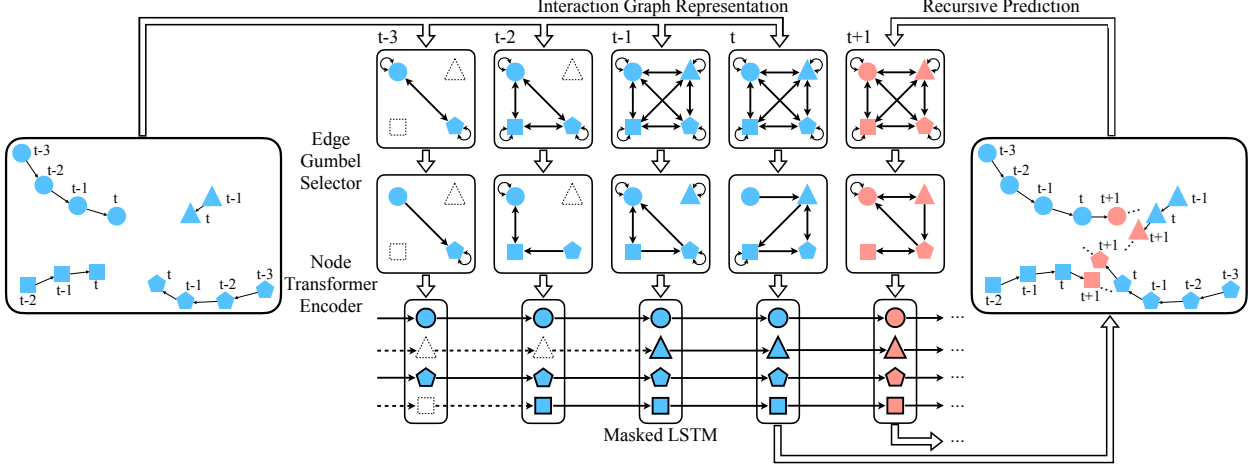 Interaction Graph Representation
Recursive Prediction
t-3
t-2
t-1
t
t+1
Edge
Gumbel
Selector
Node
Transformer
Encoder
t-3
t-2
t-1
t
t-1
t
t-2
t-1
t
t
t-1
t-2
t-3
t-3
t-2
t-1
t
t+1
t-1
t
t+1
t+1
t-2
t-1
t
t+1
t
t-1
t-2
t-3
...
...
...
...
...
Masked LSTM